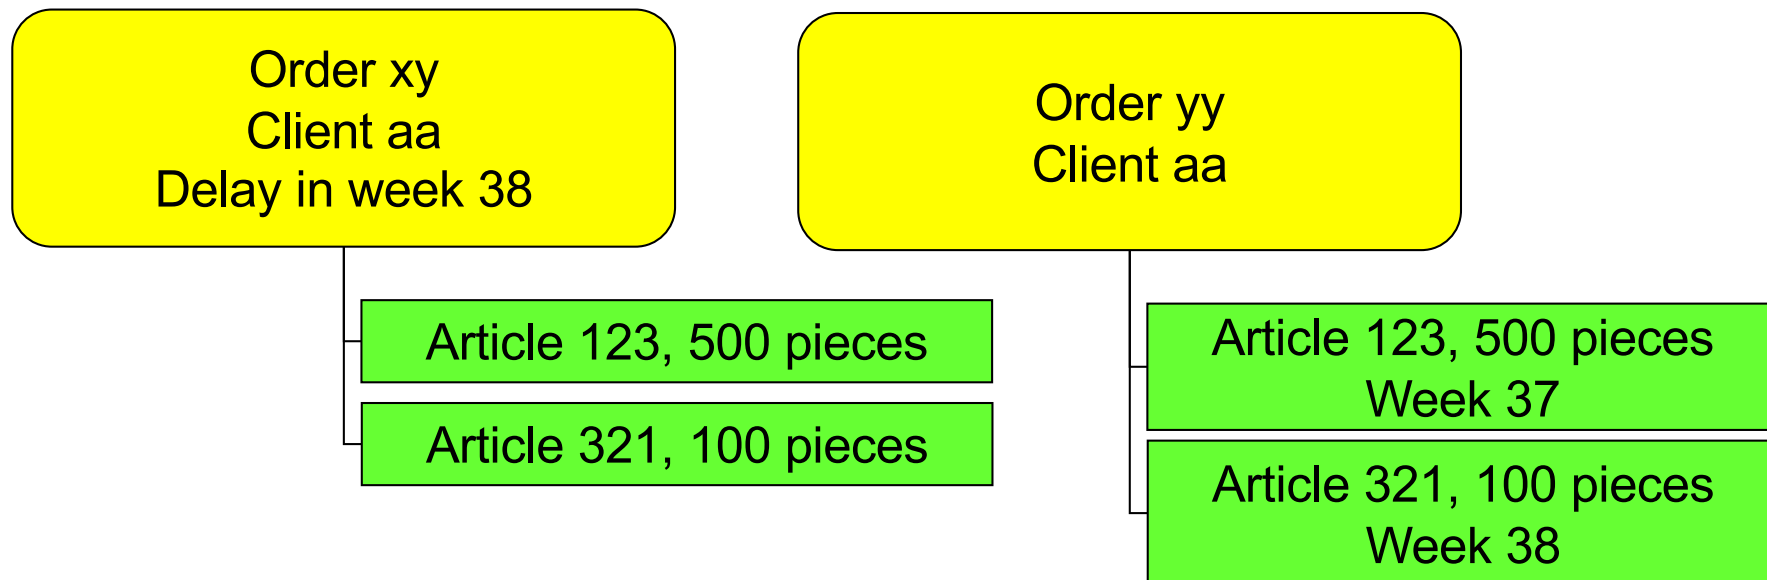 Order xy
Client aa
Delay in week 38
Article 123, 500 pieces
Article 321, 100 pieces
Order yy
Client aa
Article 123, 500 pieces
Week 37
Article 321, 100 pieces
Week 38